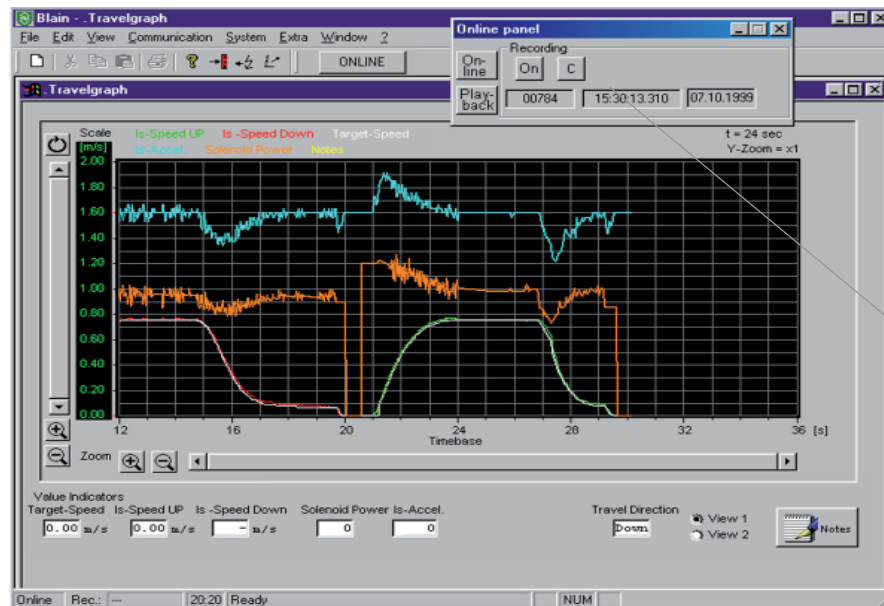 Blain - .Travelgraph
File Edit View Communication System Extra Window ?
ONLINE
Online panel
On-line
Recording
On C
Play-back
00784 15:30:13.310 07.10.1999
.Travelgraph
Scale Is-Speed UP Is -Speed Down Target-Speed t = 24 sec
[m/s] Is-Accel. Solenoid Power Notes Y-Zoom = x1
2.00
1.80
1.60
1.40
1.20
1.00
0.80
0.60
0.40
0.20
0.00
12 16 20 24 28 32 36 [s]
Timebase
Zoom
Value Indicators
Target-Speed Is-Speed UP Is -Speed Down Solenoid Power Is-Accel. Travel Direction
0.00 m/s 0.00 m/s - m/s 0 0 Down
View 1
View 2
Notes
Online Rec.: --- 20:20 Ready NUM